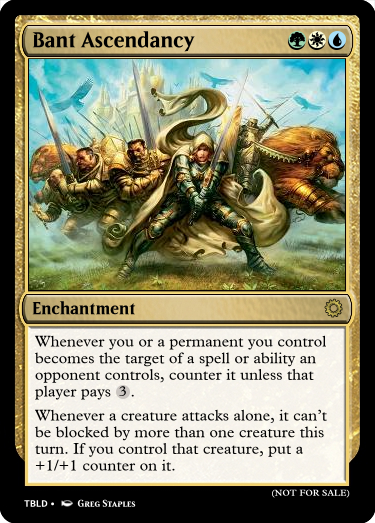 Bant Ascendancy
Enchantment
Whenever you or a permanent you control
becomes the target of a spell or ability an
opponent controls, counter it unless that
player pays 3.
Whenever a creature attacks alone, it can't
be blocked by more than one creature this
turn. If you control that creature, put a
+1/+1 counter on it.
TBLD • Greg Staples
(NOT FOR SALE)